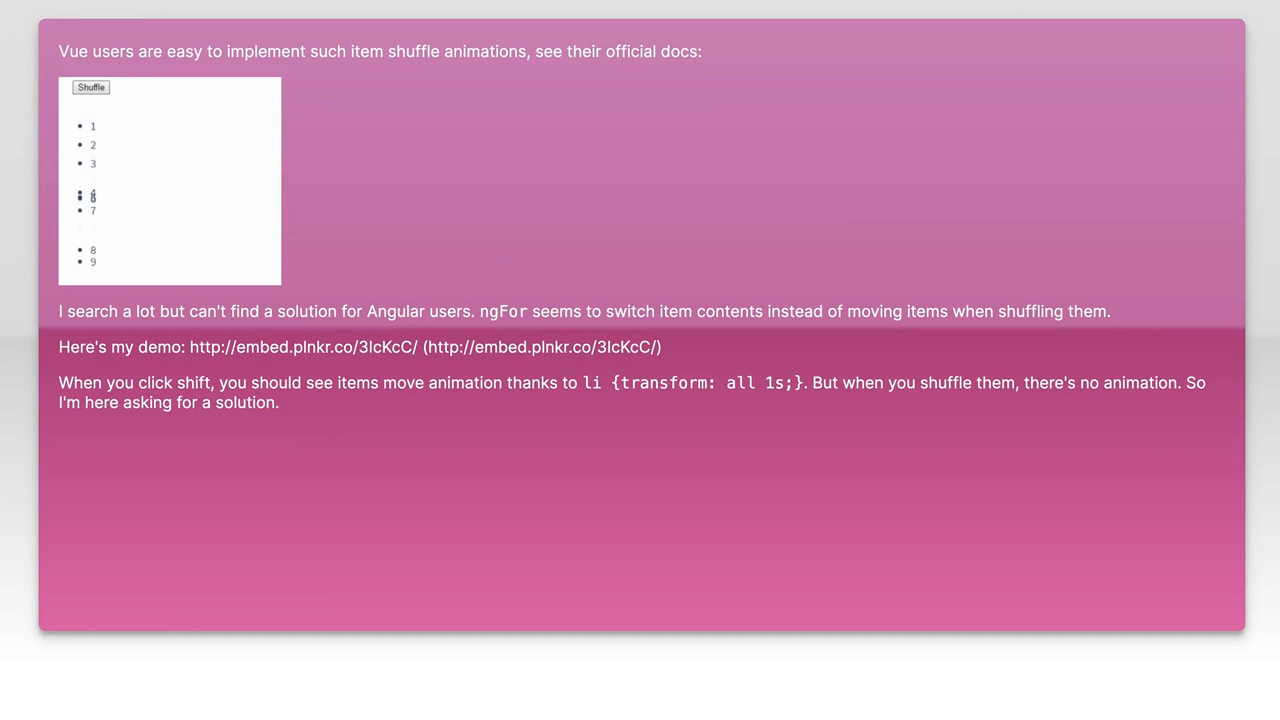 Vue users are easy to implement such item shuffle animations, see their official docs:
Shuffle
• 1
• 2
• 3
• 4
• 7
• 8
• 9
I search a lot but can't find a solution for Angular users. ngFor seems to switch item contents instead of moving items when shuffling them.
Here's my demo: http://embed.plnkr.co/3IcKcC/ (http://embed.plnkr.co/3IcKcC/)
When you click shift, you should see items move animation thanks to li {transform: all 1s;}. But when you shuffle them, there's no animation. So
I'm here asking for a solution.